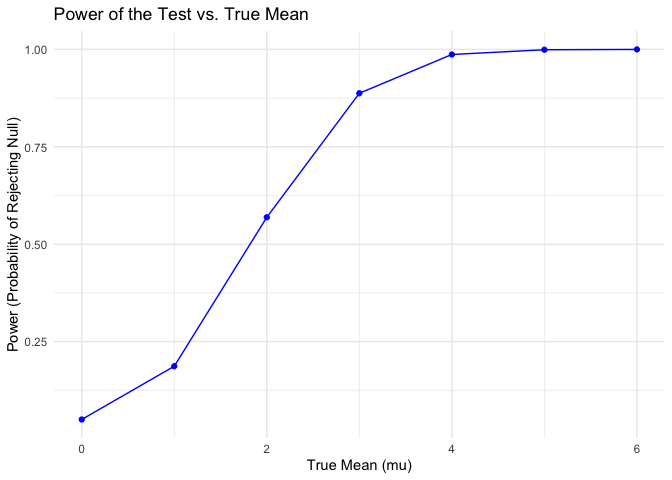 Power of the Test vs. True Mean
Power (Probability of Rejecting Null)
1.00
0.75
0.50
0.25
0 2 4 6
True Mean (mu)